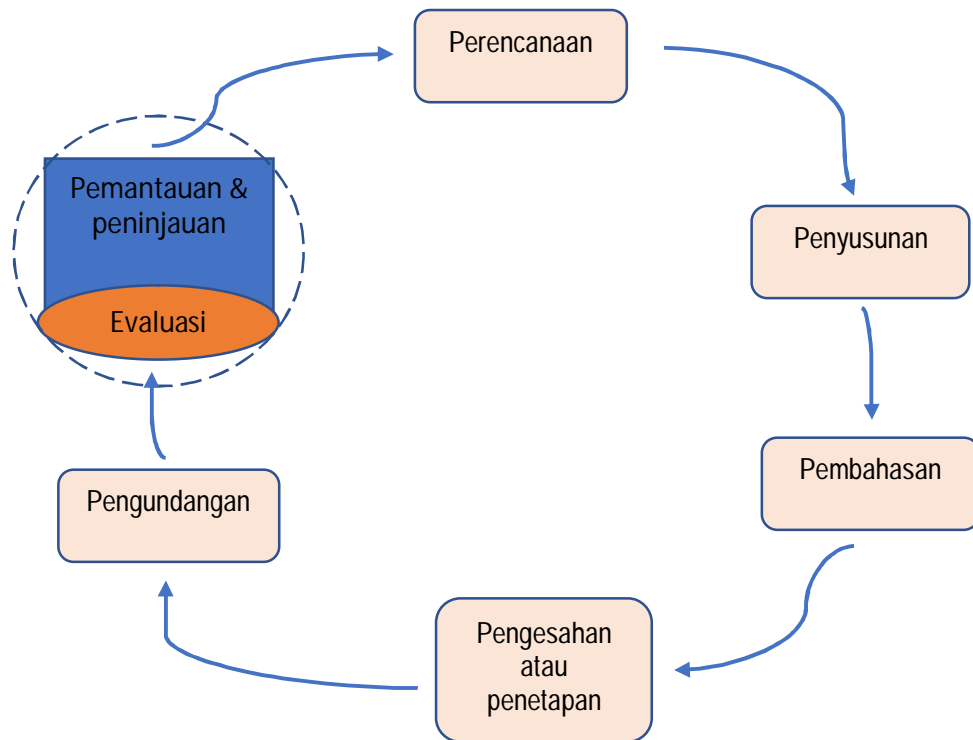 Perencanaan
Penyusunan
Pembahasan
Pengesahan
atau
penetapan
Pengundangan
Pemantauan &
peninjauan
Evaluasi